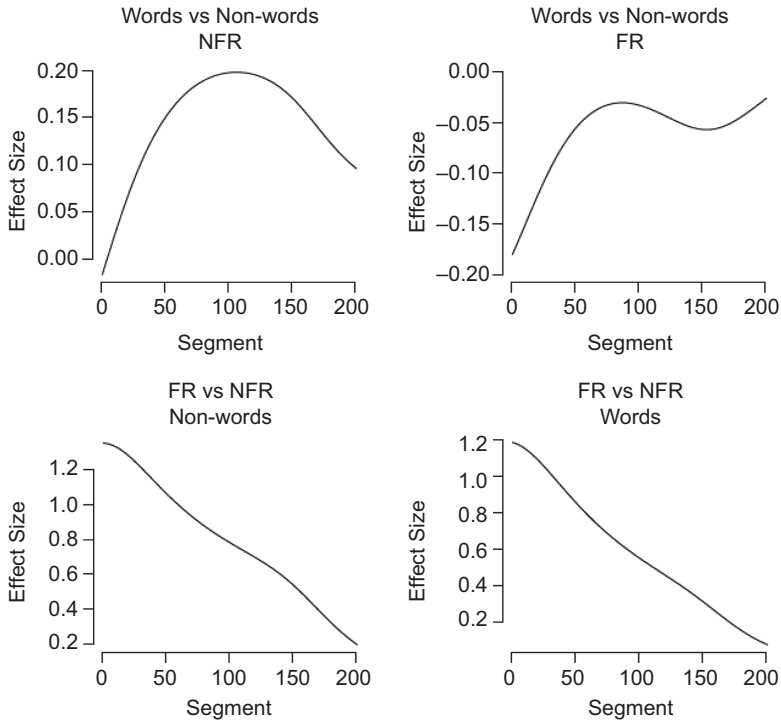 Words vs Non-words
NFR
Effect Size
0.20
0.15
0.10
0.05
0.00
0 50 100 150 200
Segment
Words vs Non-words
FR
Effect Size
0.00
–0.05
–0.10
–0.15
–0.20
0 50 100 150 200
Segment
FR vs NFR
Non-words
Effect Size
1.2
1.0
0.8
0.6
0.4
0.2
0 50 100 150 200
Segment
FR vs NFR
Words
Effect Size
1.2
1.0
0.8
0.6
0.4
0.2
0 50 100 150 200
Segment